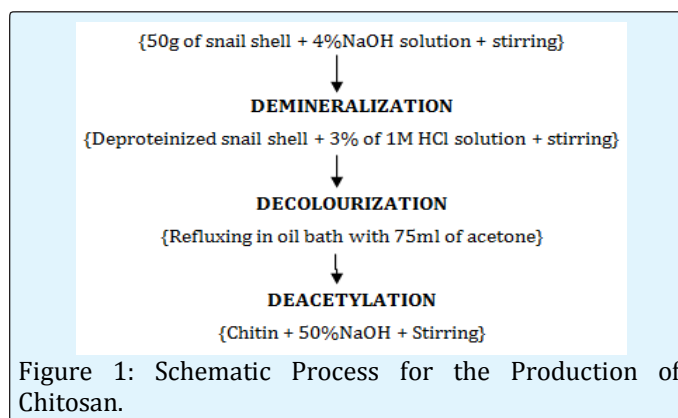 {50g of snail shell + 4%NaOH solution + stirring}
DEMINERALIZATION
{Deproteinized snail shell + 3% of 1M HCl solution + stirring}
DECOLOURIZATION
{Refluxing in oil bath with 75ml of acetone}
DEACETYLATION
{Chitin + 50%NaOH + Stirring}
Figure 1: Schematic Process for the Production of
Chitosan.